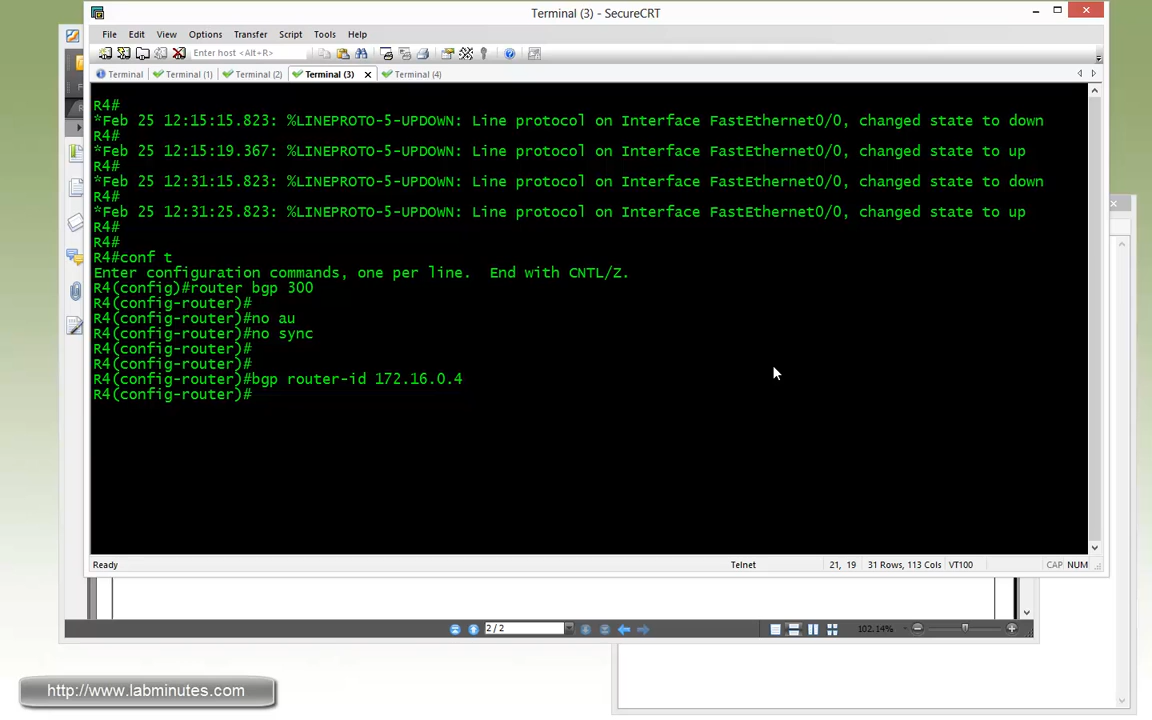 Terminal (3) - SecureCRT
File Edit View Options Transfer Script Tools Help
Enter host <Alt+R>
Terminal Terminal (1) Terminal (2) Terminal (3) Terminal (4)
R4#
*Feb 25 12:15:15.823: %LINEPROTO-5-UPDOWN: Line protocol on Interface FastEthernet0/0, changed state to down
R4#
*Feb 25 12:15:19.367: %LINEPROTO-5-UPDOWN: Line protocol on Interface FastEthernet0/0, changed state to up
R4#
*Feb 25 12:31:15.823: %LINEPROTO-5-UPDOWN: Line protocol on Interface FastEthernet0/0, changed state to down
R4#
*Feb 25 12:31:25.823: %LINEPROTO-5-UPDOWN: Line protocol on Interface FastEthernet0/0, changed state to up
R4#
R4#
R4#conf t
Enter configuration commands, one per line.  End with CNTL/Z.
R4(config)#router bgp 300
R4(config-router)#
R4(config-router)#no au
R4(config-router)#no sync
R4(config-router)#
R4(config-router)#
R4(config-router)#bgp router-id 172.16.0.4
R4(config-router)#
Ready Telnet 21, 19 31 Rows, 113 Cols VT100 CAP NUM
2 / 2 102.14%
http://www.labminutes.com